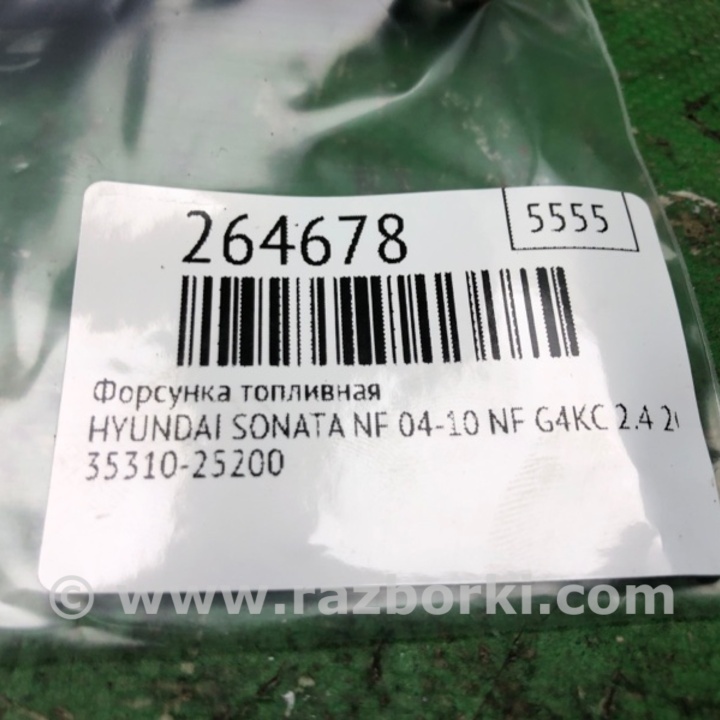 264678
5555
Форсунка топливная
HYUNDAI SONATA NF 04-10 NF G4KC 2.4
35310-25200
© www.razborki.com